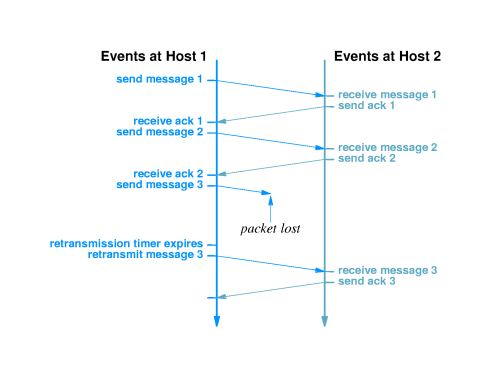 Events at Host 1
Events at Host 2
send message 1
receive message 1
send ack 1
receive ack 1
send message 2
receive message 2
send ack 2
receive ack 2
send message 3
packet lost
retransmission timer expires
retransmit message 3
receive message 3
send ack 3